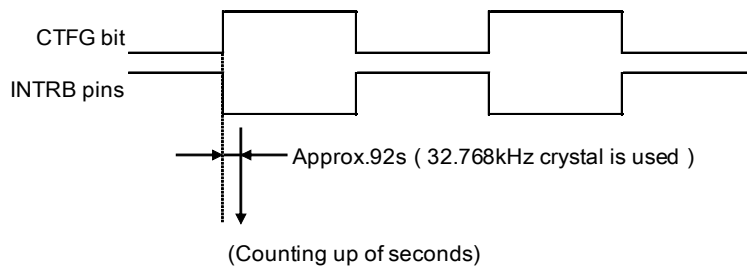 CTFG bit
INTRB pins
Approx.92s ( 32.768kHz crystal is used )
(Counting up of seconds)